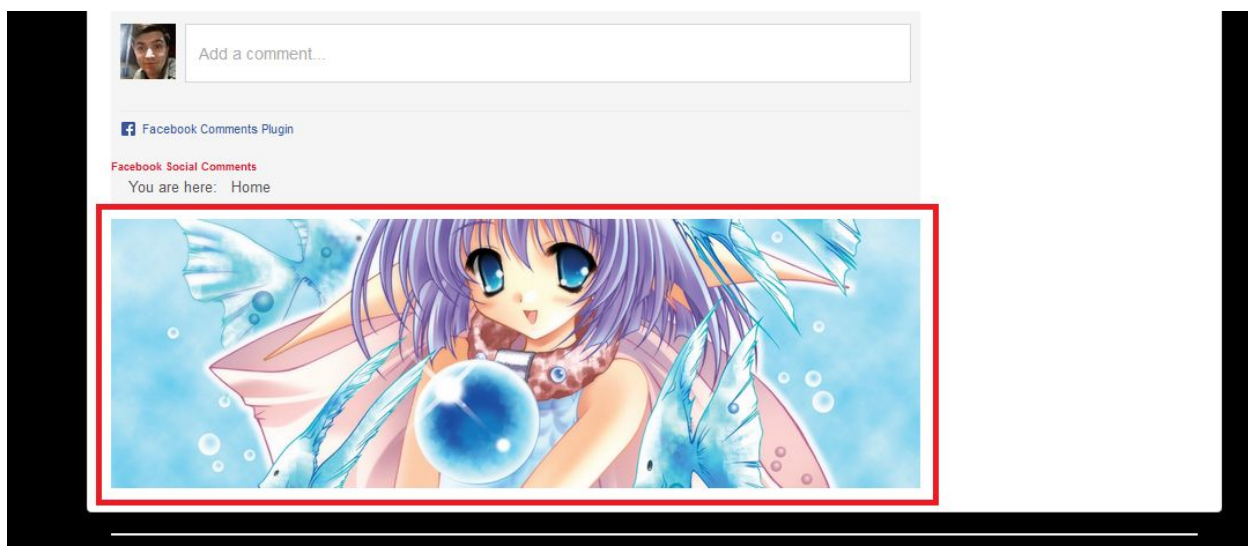 Add a comment...
Facebook Comments Plugin
Facebook Social Comments
You are here: Home